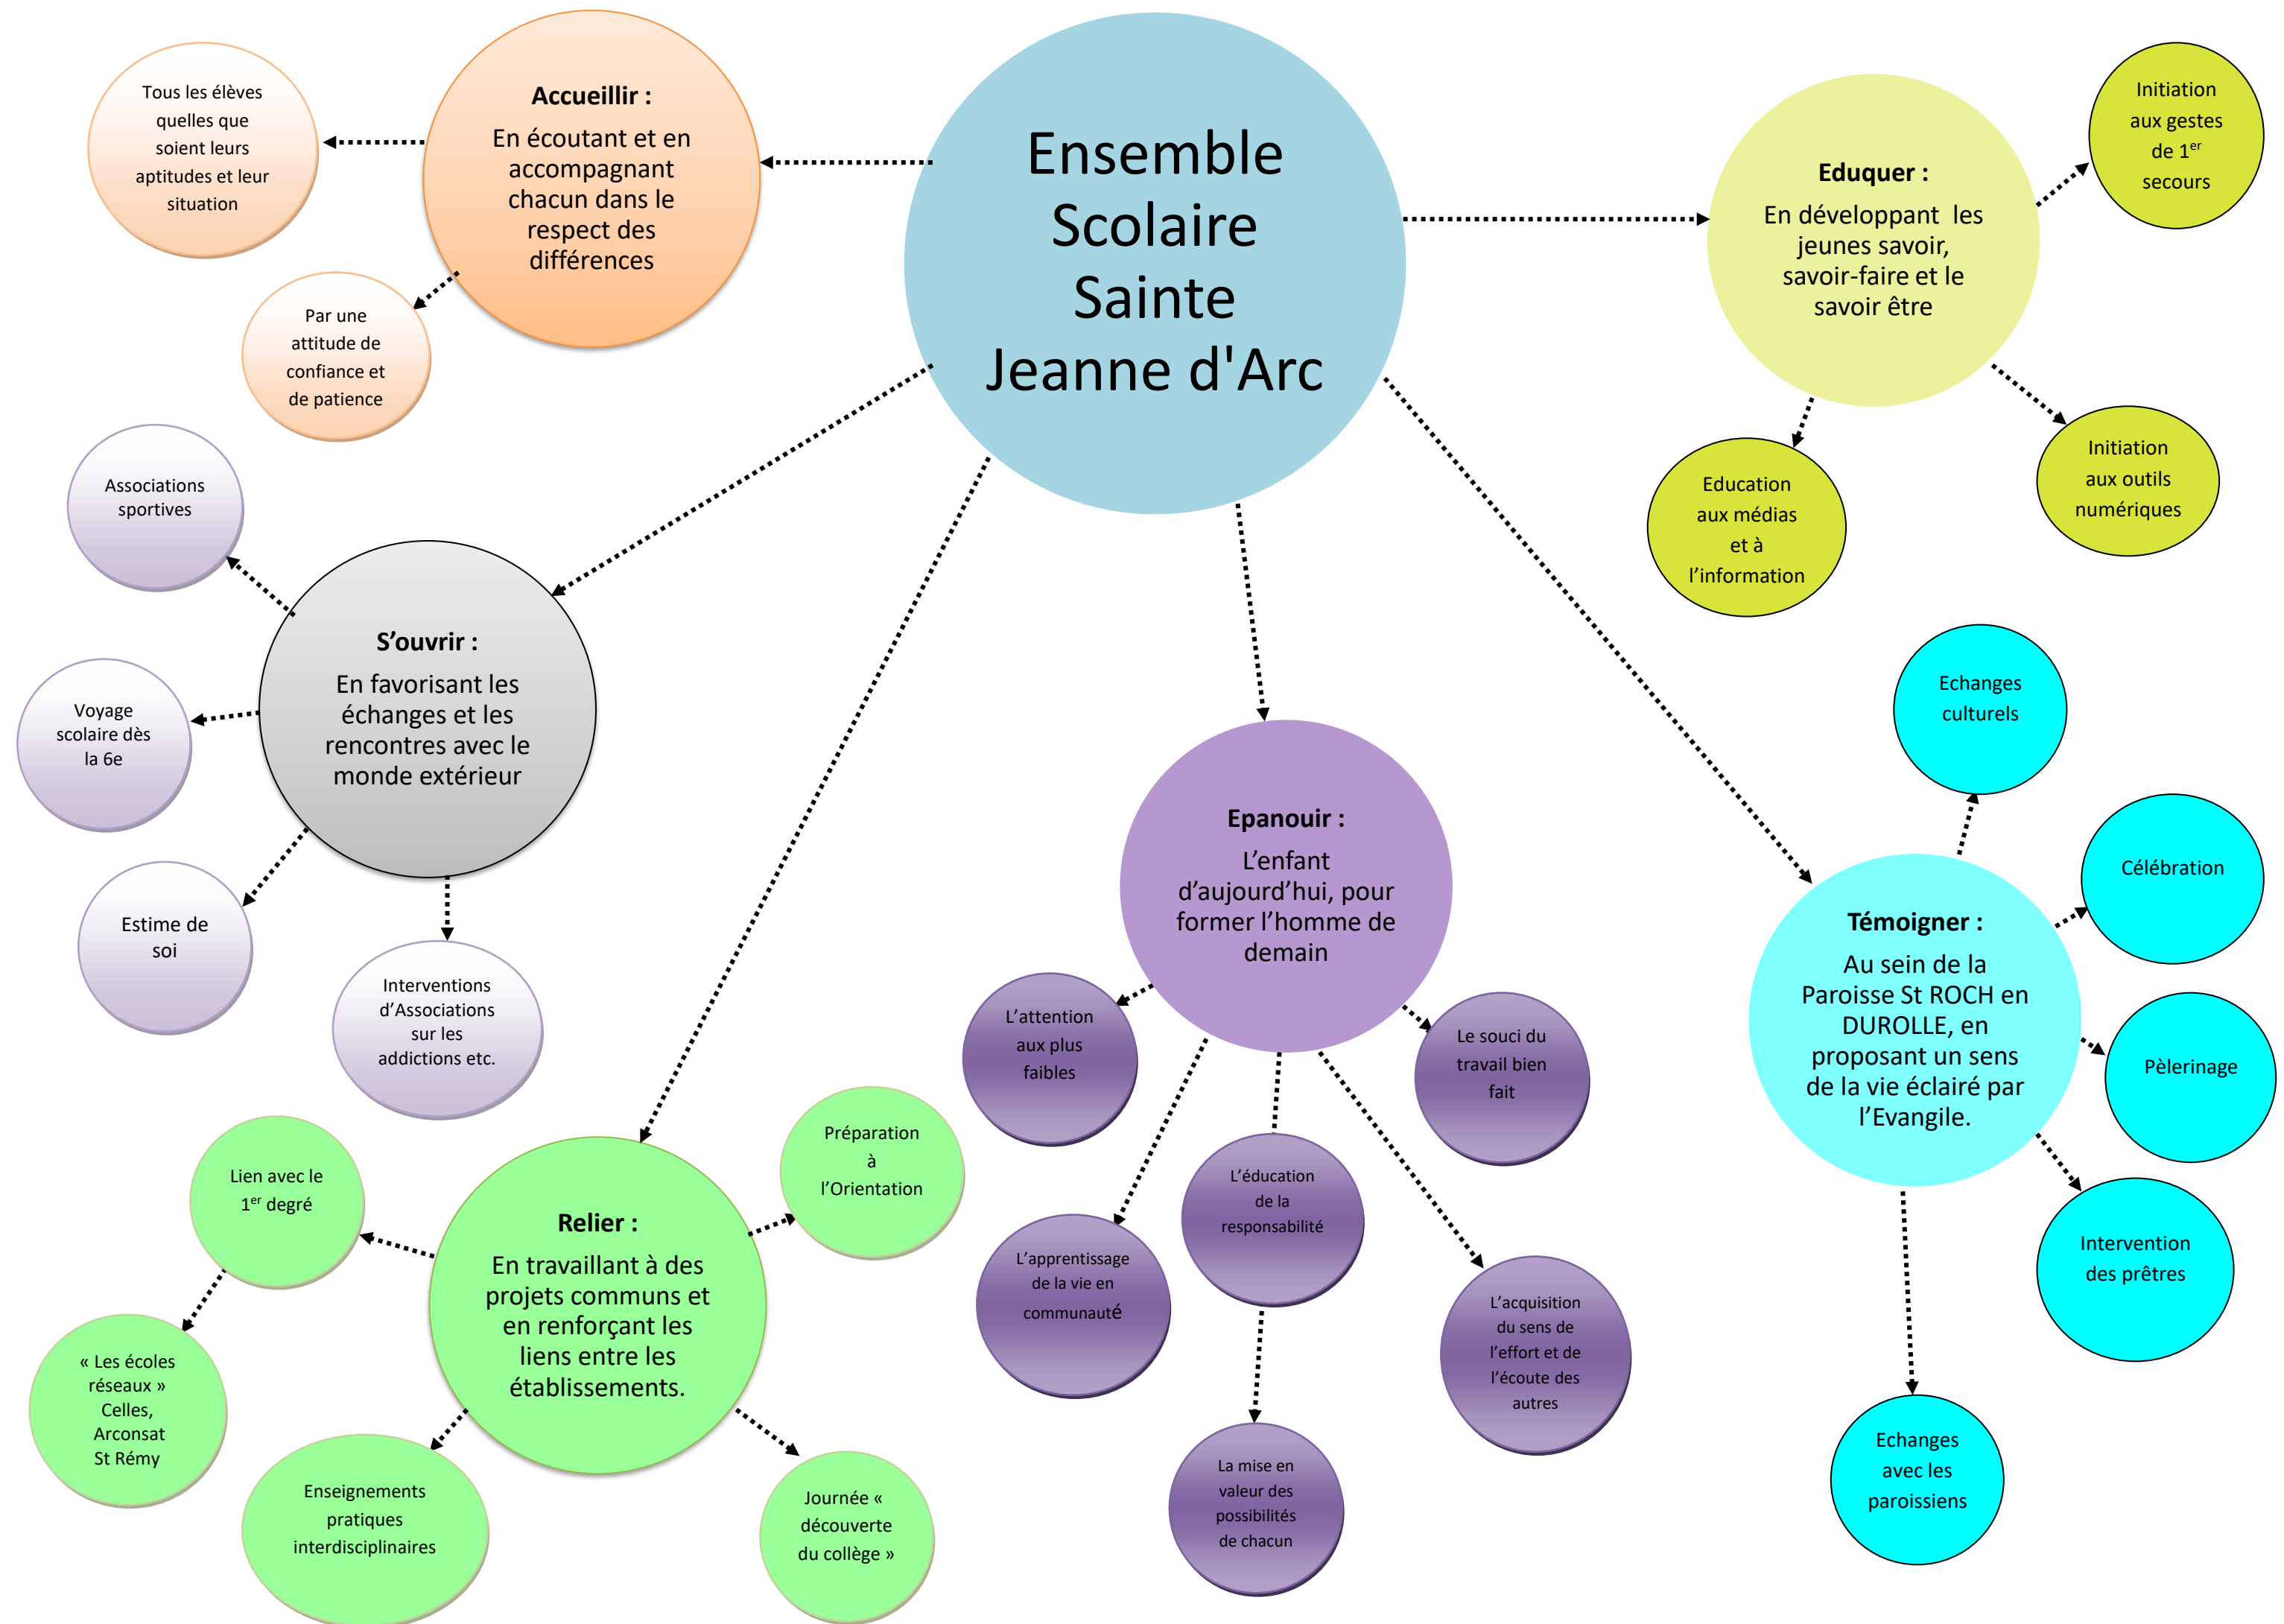 Ensemble
Scolaire
Sainte
Jeanne d'Arc
Accueillir :
En écoutant et en
accompagnant
chacun dans le
respect des
différences
Tous les élèves
quelles que
soient leurs
aptitudes et leur
situation
Par une
attitude de
confiance et
de patience
Eduquer :
En développant  les
jeunes savoir,
savoir-faire et le
savoir être
Initiation
aux gestes
de 1er
secours
Initiation
aux outils
numériques
Education
aux médias
et à
l’information
S’ouvrir :
En favorisant les
échanges et les
rencontres avec le
monde extérieur
Associations
sportives
Voyage
scolaire dès
la 6e
Estime de
soi
Interventions
d’Associations
sur les
addictions etc.
Epanouir :
L’enfant
d’aujourd’hui, pour
former l’homme de
demain
L’attention
aux plus
faibles
Le souci du
travail bien
fait
L’apprentissage
de la vie en
communauté
L’éducation
de la
responsabilité
L’acquisition
du sens de
l’effort et de
l’écoute des
autres
La mise en
valeur des
possibilités
de chacun
Témoigner :
Au sein de la
Paroisse St ROCH en
DUROLLE, en
proposant un sens
de la vie éclairé par
l’Evangile.
Echanges
culturels
Célébration
Pèlerinage
Intervention
des prêtres
Echanges
avec les
paroissiens
Relier :
En travaillant à des
projets communs et
en renforçant les
liens entre les
établissements.
Préparation
à
l’Orientation
Lien avec le
1er degré
« Les écoles
réseaux »
Celles,
Arconsat
St Rémy
Enseignements
pratiques
interdisciplinaires
Journée «
découverte
du collège »